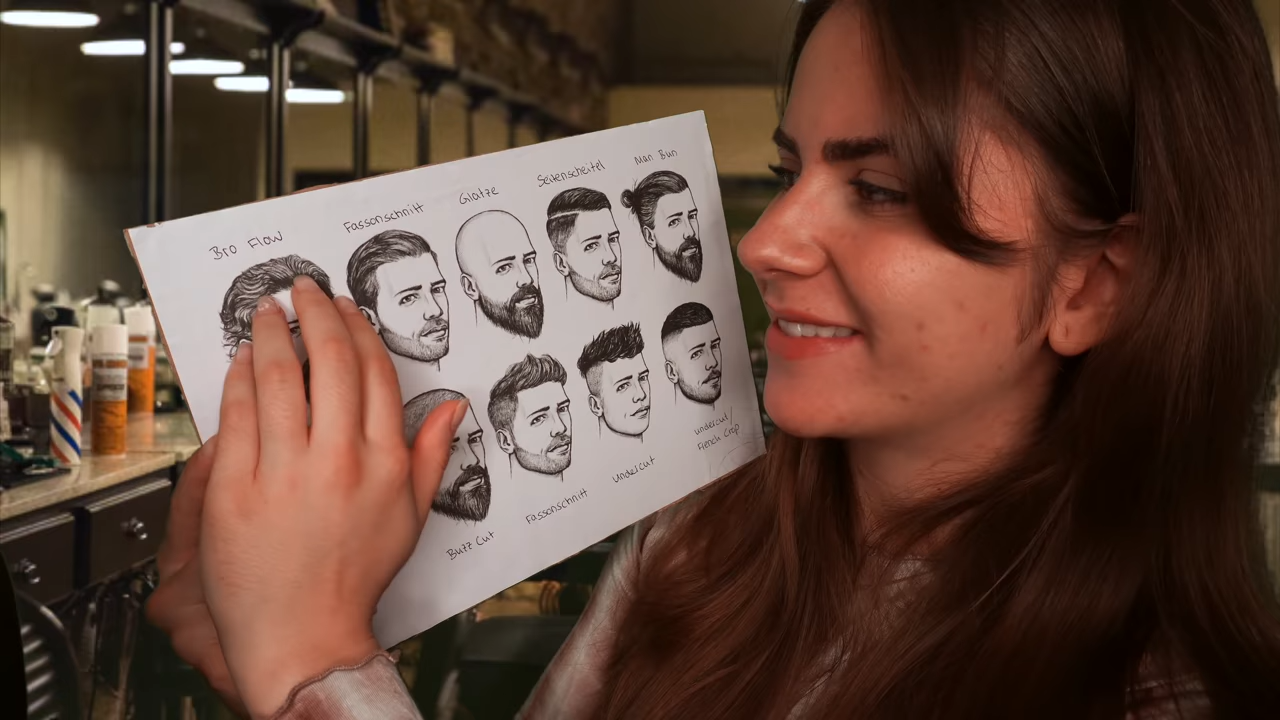 Bro Flow
Fassonschnitt
Glatze
Seitenscheitel
Man Bun
Buzz Cut
Fassonschnitt
undercut
undercut/
French Crop